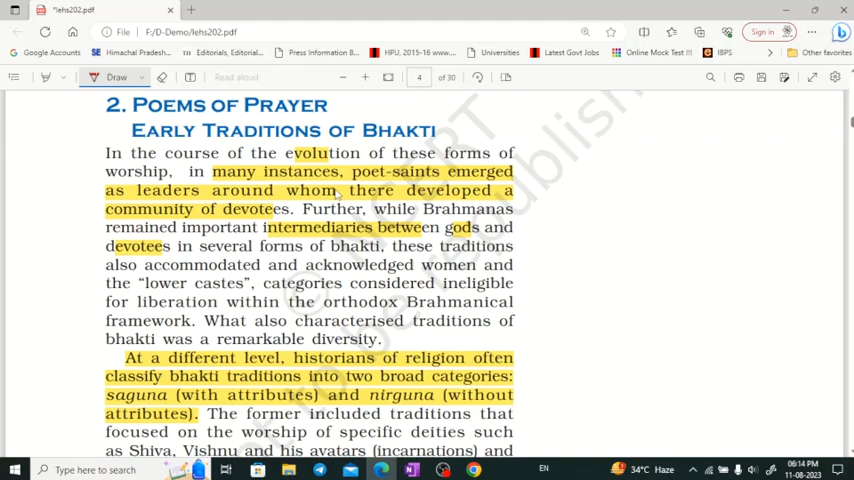 *lehs202.pdf
File
F:/D-Demo/lehs202.pdf
Sign in
Google Accounts
Himachal Pradesh...
Editorials, Editorial...
Press Information B...
HPU, 2015-16 www....
Universities
Latest Govt Jobs
Online Mock Test !!!
IBPS
Other favorites
Draw
Read aloud
4 of 30
2. POEMS OF PRAYER
EARLY TRADITIONS OF BHAKTI
In the course of the evolution of these forms of
worship, in many instances, poet-saints emerged
as leaders around whom there developed a
community of devotees. Further, while Brahmanas
remained important intermediaries between gods and
devotees in several forms of bhakti, these traditions
also accommodated and acknowledged women and
the “lower castes”, categories considered ineligible
for liberation within the orthodox Brahmanical
framework. What also characterised traditions of
bhakti was a remarkable diversity.
At a different level, historians of religion often
classify bhakti traditions into two broad categories:
saguna (with attributes) and nirguna (without
attributes). The former included traditions that
focused on the worship of specific deities such
as Shiva, Vishnu and his avatars (incarnations) and
© NCERT
be republish
Type here to search
34°C Haze
EN
06:14 PM
11-08-2023